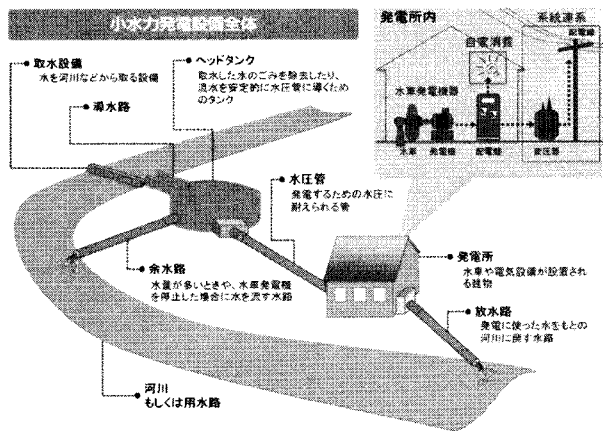 小水力発電設備全体
取水設備
水を河川などから取る設備
導水路
ヘッドタンク
取水した水のごみを除去したり、
流水を安定的に水圧管に導くため
のタンク
発電所内
系統連系
配電線
自家消費
水車発電機器
水車
発電機
配電線
変圧器
水圧管
発電するための水圧に
耐えられる管
余水路
水量が多いときや、水車発電機
を停止した場合に水を流す水路
発電所
水車や電気設備が設置され
る建物
放水路
発電に使った水をもとの
河川に戻す水路
河川
もしくは用水路